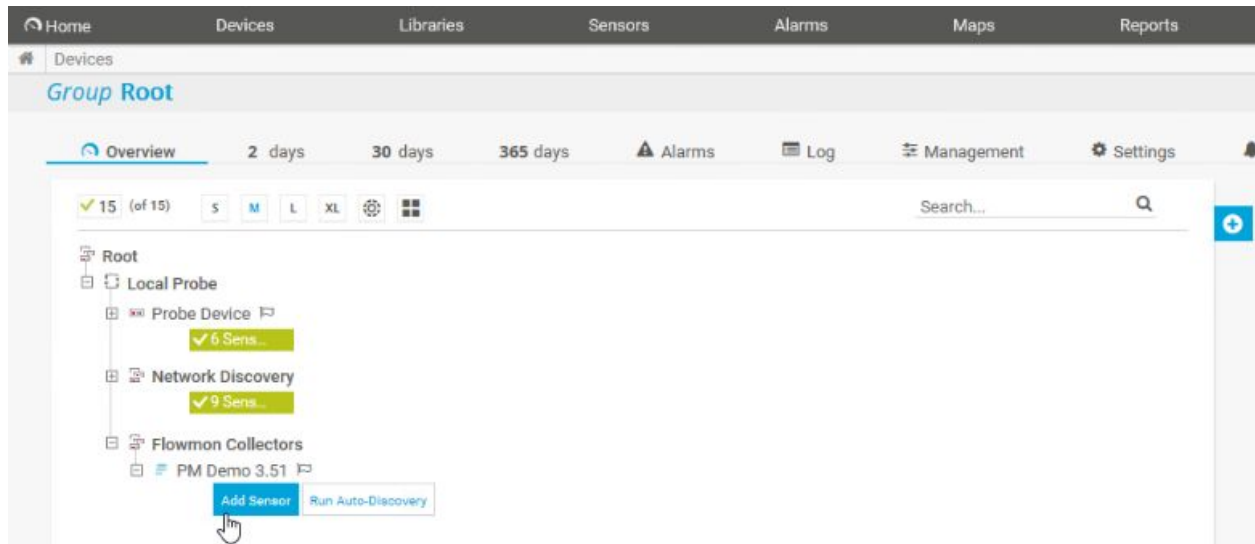 Home Devices Libraries Sensors Alarms Maps Reports
Devices
Group Root
Overview 2 days 30 days 365 days Alarms Log Management Settings
15 (of 15) S M L XL Search...
Root
Local Probe
Probe Device
6 Sens...
Network Discovery
9 Sens...
Flowmon Collectors
PM Demo 3.51
Add Sensor Run Auto-Discovery